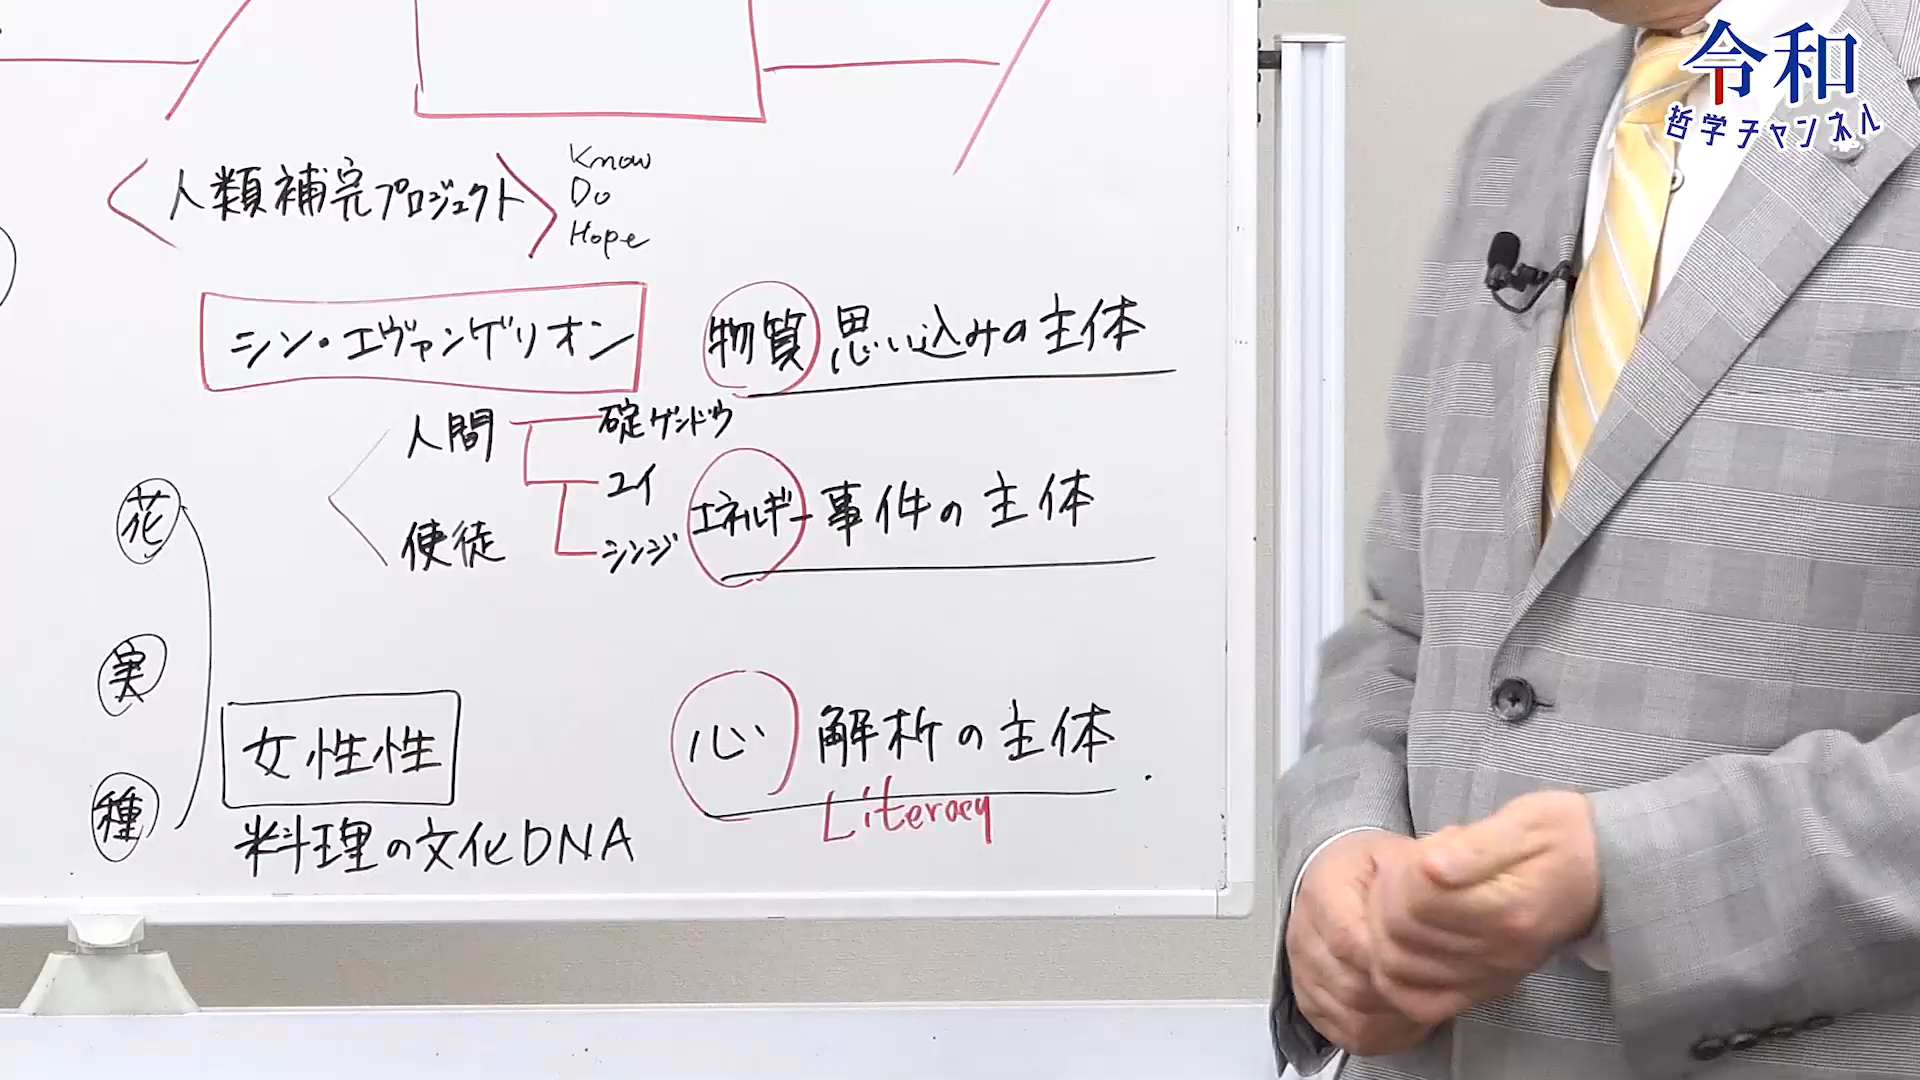 令和
哲学チャンネル
人類補完プロジェクト
Know
Do
Hope
シン・エヴァンゲリオン
物質 思い込みの主体
人間
碇ゲンドウ
ユイ
使徒
シンジ
エネルギー 事件の主体
花
実
種
女性性
料理の文化DNA
心 解析の主体
Literacy